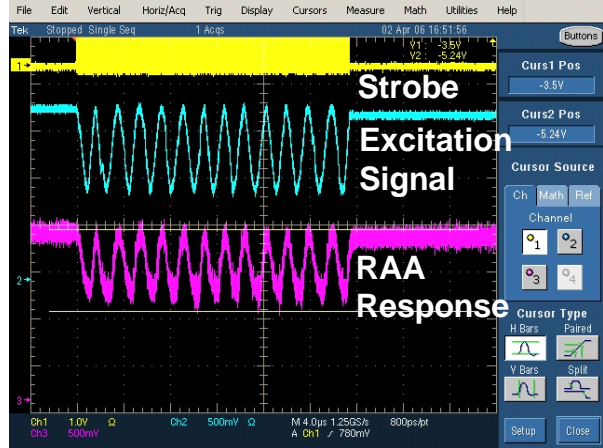 File Edit Vertical Horiz/Acq Trig Display Cursors Measure Math Utilities Help
Tek Stopped Single Seq 1 Acqs 02 Apr 06 16:51:56 Buttons
V1: -3.5V
V2: -5.24V
1
Curs1 Pos
-3.5V
Strobe
Curs2 Pos
-5.24V
Excitation
Signal
Cursor Source
Ch Math Ref
Channel
1 2
3 4
RAA
Response
2
Cursor Type
H Bars Paired
V Bars Split
3
Ch1 1.0V Ω Ch2 500mV Ω M 4.0µs 1.25GS/s 800ps/pt
Ch3 500mV A Ch1 / 780mV
Setup Close